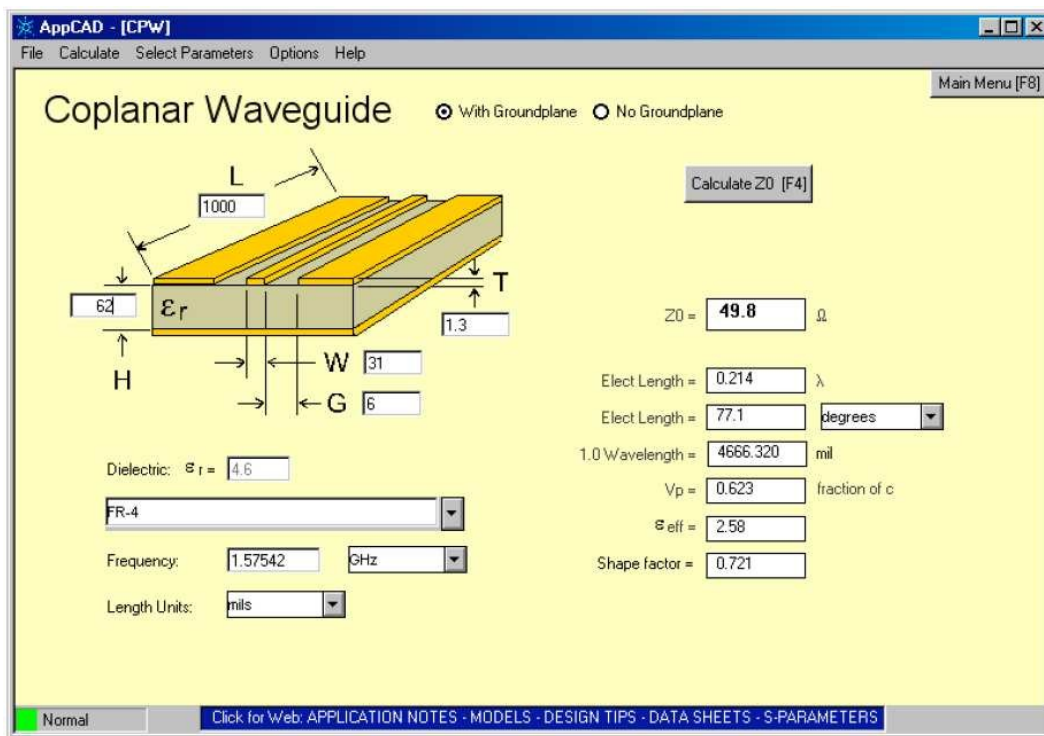 AppCAD - [CPW]
File Calculate Select Parameters Options Help
Main Menu [F8]
Coplanar Waveguide
With Groundplane No Groundplane
Calculate Z0 [F4]
L
1000
62
εr
T
1.3
H
W 31
G 6
Z0 = 49.8 Ω
Elect Length = 0.214 λ
Elect Length = 77.1 degrees
1.0 Wavelength = 4666.320 mil
Vp = 0.623 fraction of c
εeff = 2.58
Shape factor = 0.721
Dielectric: εr = 4.6
FR-4
Frequency: 1.57542 GHz
Length Units: mils
Normal
Click for Web: APPLICATION NOTES - MODELS - DESIGN TIPS - DATA SHEETS - S-PARAMETERS